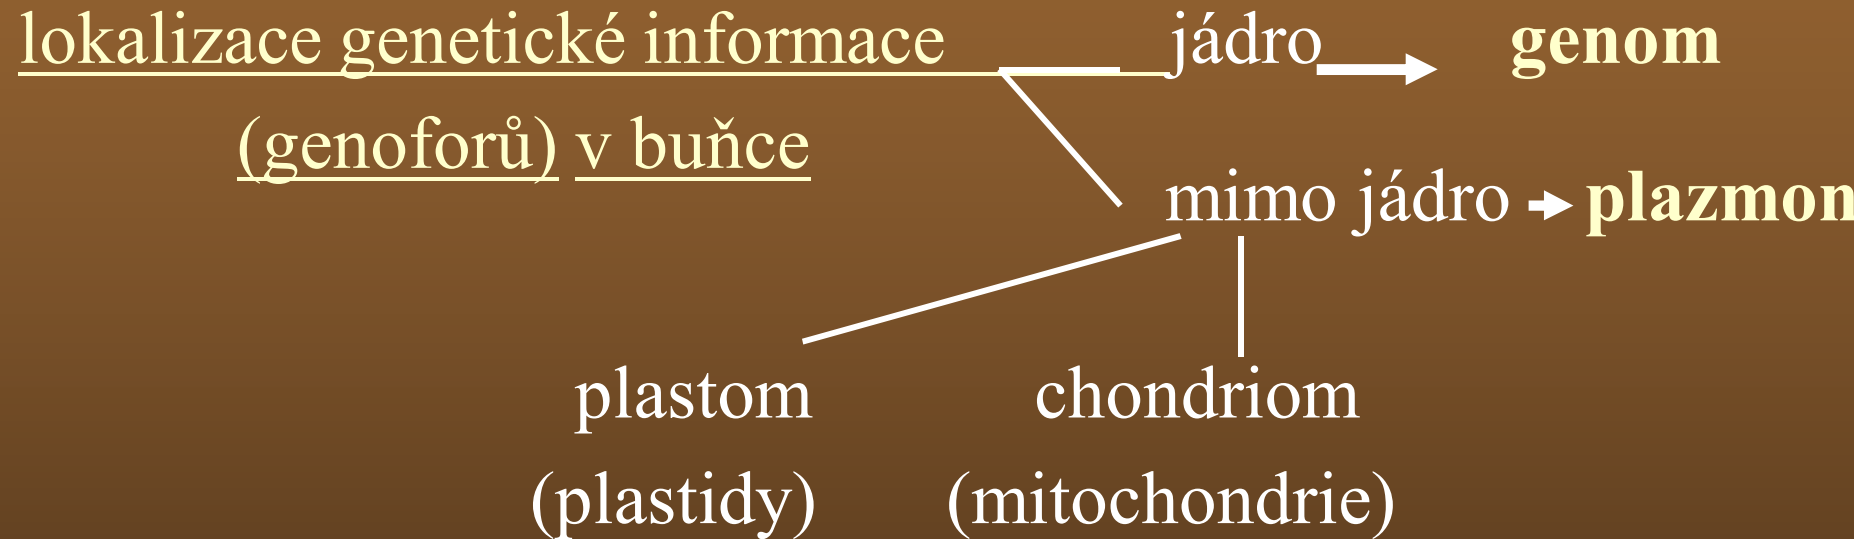 lokalizace genetické informace jádro genom
(genoforů) v buňce
mimo jádro plazmon
plastom chondriom
(plastidy) (mitochondrie)